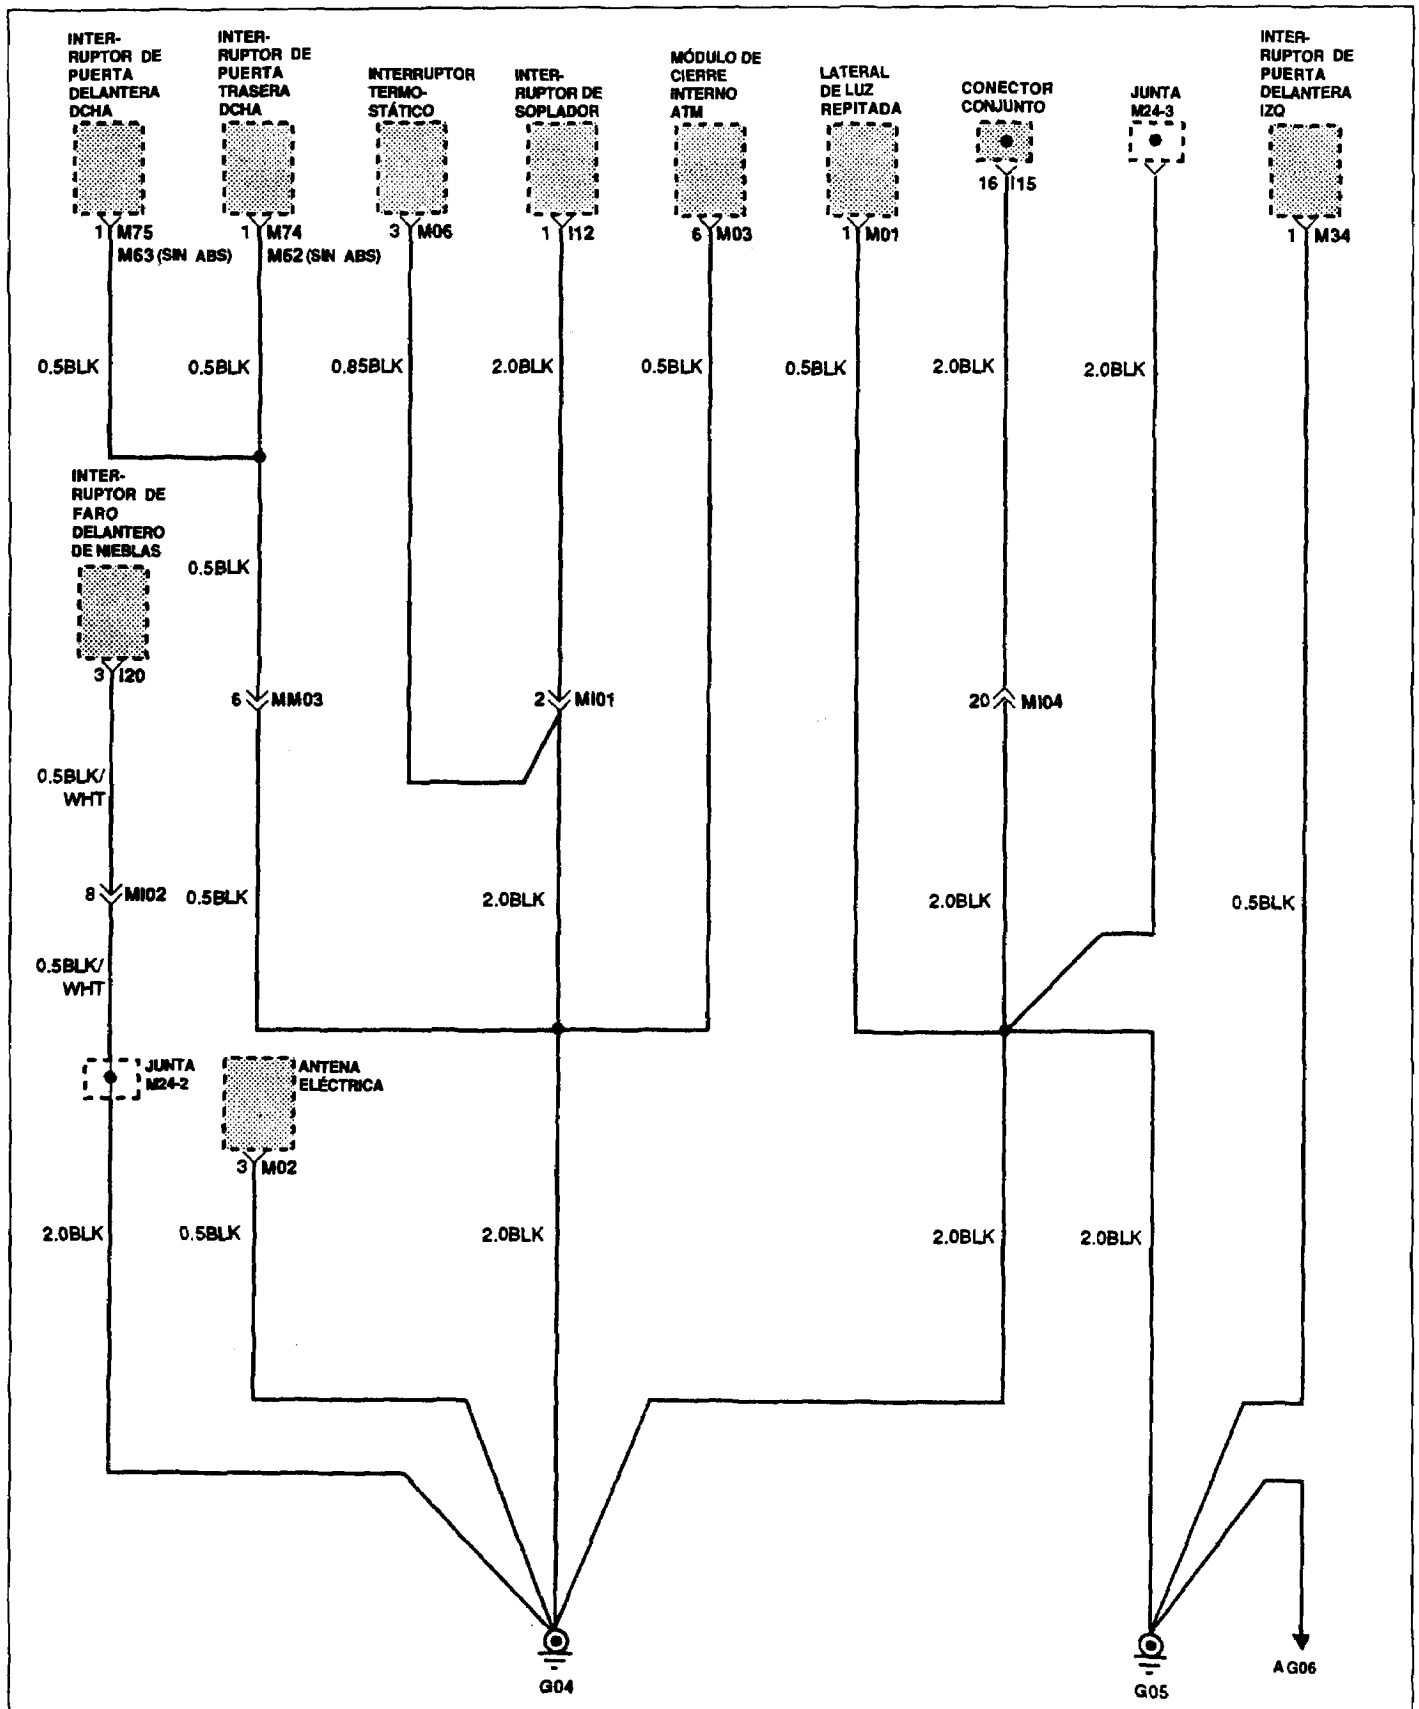 INTER-
RUPTOR DE
PUERTA
DELANTERA
DCHA
INTER-
RUPTOR DE
PUERTA
TRASERA
DCHA
INTERRUPTOR
TERMO-
STÁTICO
INTER-
RUPTOR DE
SOPLADOR
MÓDULO DE
CIERRE
INTERNO
ATM
LATERAL
DE LUZ
REPITADA
CONECTOR
CONJUNTO
JUNTA
M24-3
INTER-
RUPTOR DE
PUERTA
DELANTERA
IZQ
16 I15
1 M75
M63 (SIN ABS)
1 M74
M62 (SIN ABS)
3 M06
1 I12
6 M03
1 M01
1 M34
0.5BLK
0.5BLK
0.85BLK
2.0BLK
0.5BLK
0.5BLK
2.0BLK
2.0BLK
INTER-
RUPTOR DE
FARO
DELANTERO
DE NIEBLAS
0.5BLK
3 I20
6 MM03
2 MI01
20 MI04
0.5BLK/
WHT
8 MI02
0.5BLK
2.0BLK
2.0BLK
0.5BLK
0.5BLK/
WHT
JUNTA
M24-2
ANTENA
ELÉCTRICA
3 M02
2.0BLK
0.5BLK
2.0BLK
2.0BLK
2.0BLK
G04
G05
A G06